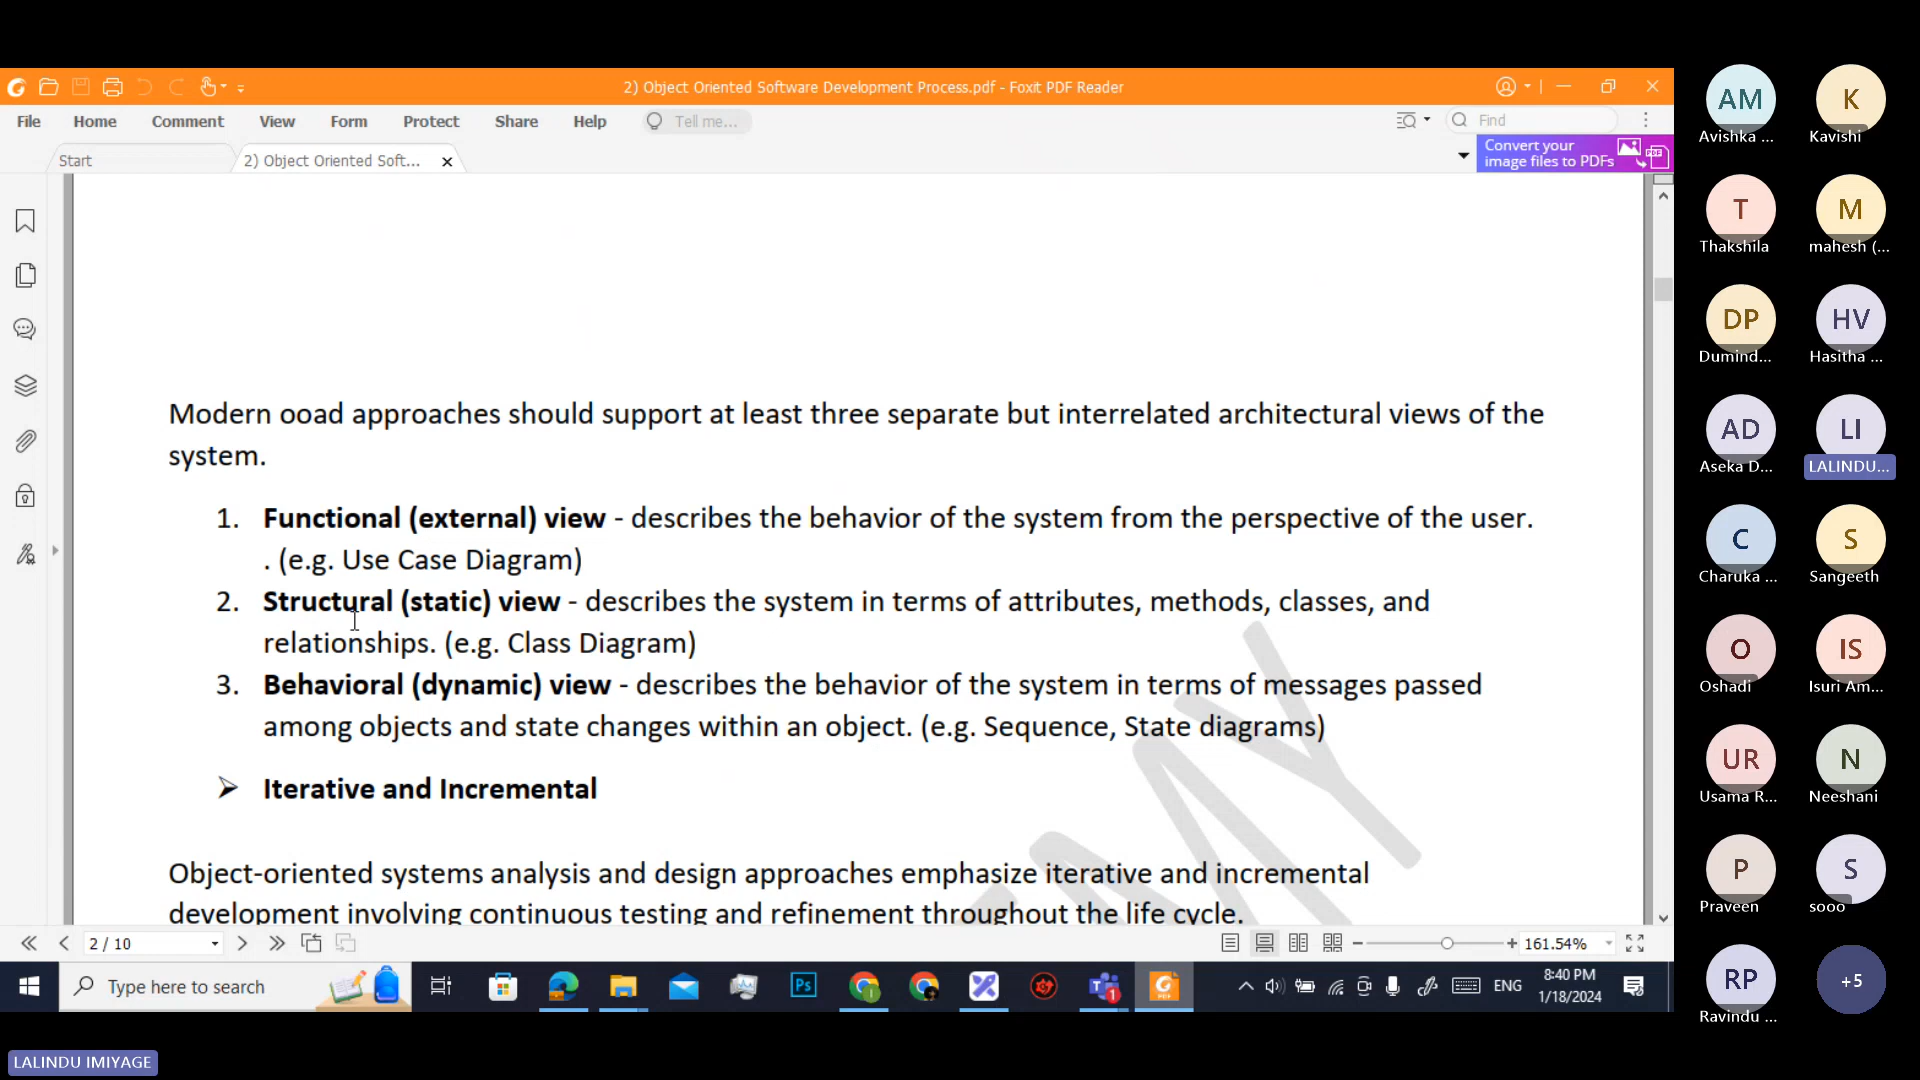 2) Object Oriented Software Development Process.pdf - Foxit PDF Reader
File Home Comment View Form Protect Share Help Tell me... Find
Start 2) Object Oriented Soft...
Convert your
image files to PDFs
Modern ooad approaches should support at least three separate but interrelated architectural views of the
system.
1. Functional (external) view - describes the behavior of the system from the perspective of the user.
. (e.g. Use Case Diagram)
2. Structural (static) view - describes the system in terms of attributes, methods, classes, and
relationships. (e.g. Class Diagram)
3. Behavioral (dynamic) view - describes the behavior of the system in terms of messages passed
among objects and state changes within an object. (e.g. Sequence, State diagrams)
➢ Iterative and Incremental
Object-oriented systems analysis and design approaches emphasize iterative and incremental
development involving continuous testing and refinement throughout the life cycle.
2 / 10
161.54%
Type here to search
Ps
1
ENG
8:40 PM
1/18/2024
LALINDU IMIYAGE
AM K
Avishka ... Kavishi
T M
Thakshila mahesh (...
DP HV
Dumind... Hasitha ...
AD LI
Aseka D... LALINDU...
C S
Charuka ... Sangeeth
O IS
Oshadi Isuri Am...
UR N
Usama R... Neeshani
P S
Praveen sooo
RP +5
Ravindu ...